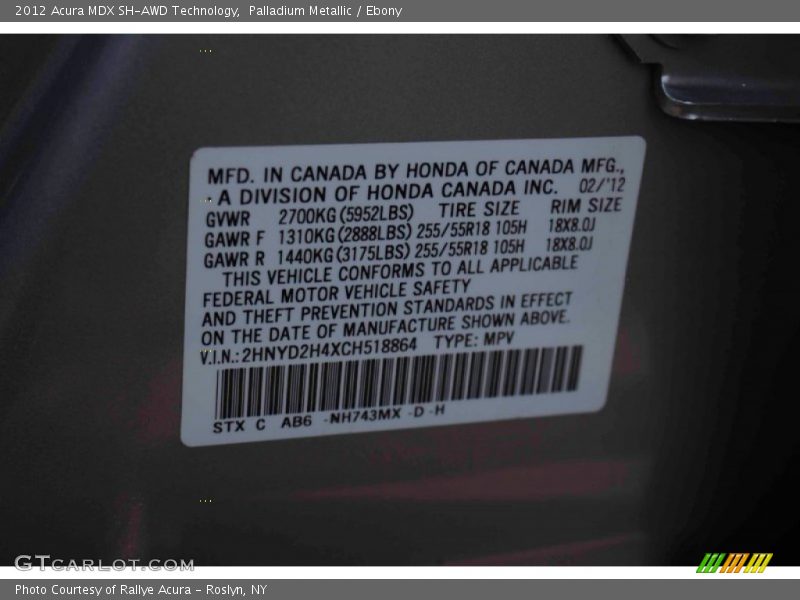 2012 Acura MDX SH-AWD Technology,  Palladium Metallic / Ebony
MFD. IN CANADA BY HONDA OF CANADA MFG.,
A DIVISION OF HONDA CANADA INC. 02/'12
GVWR 2700KG(5952LBS) TIRE SIZE RIM SIZE
GAWR F 1310KG(2888LBS) 255/55R18 105H 18X8.0J
GAWR R 1440KG(3175LBS) 255/55R18 105H 18X8.0J
THIS VEHICLE CONFORMS TO ALL APPLICABLE
FEDERAL MOTOR VEHICLE SAFETY
AND THEFT PREVENTION STANDARDS IN EFFECT
ON THE DATE OF MANUFACTURE SHOWN ABOVE.
V.I.N.: 2HNYD2H4XCH518864 TYPE: MPV
STX C AB6 -NH743MX -D -H
GTCARLOT.COM
Photo Courtesy of Rallye Acura - Roslyn, NY